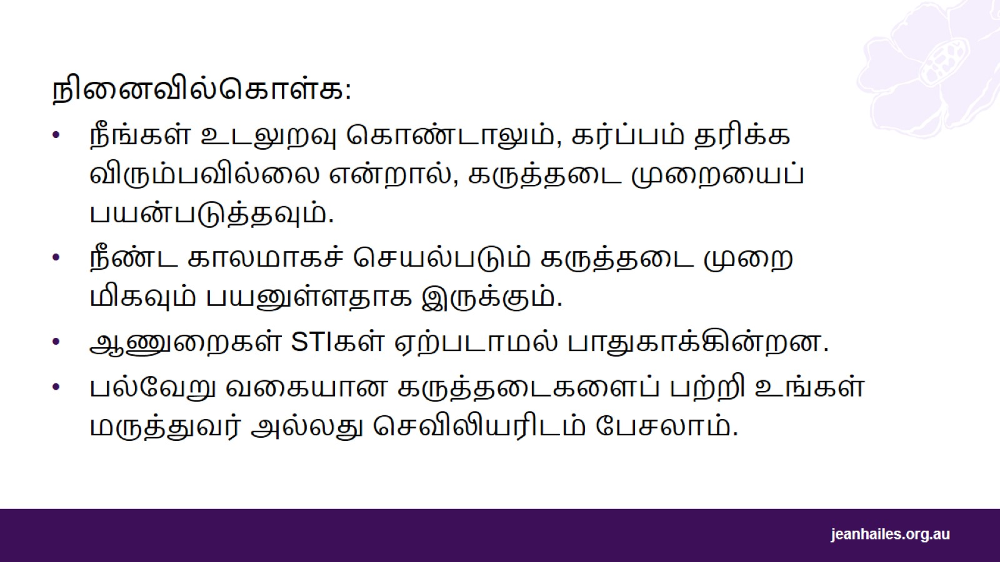 நினைவில்கொள்க:
• நீங்கள் உடலுறவு கொண்டாலும், கர்ப்பம் தரிக்க
விரும்பவில்லை என்றால், கருத்தடை முறையைப்
பயன்படுத்தவும்.
• நீண்ட காலமாகச் செயல்படும் கருத்தடை முறை
மிகவும் பயனுள்ளதாக இருக்கும்.
• ஆணுறைகள் STIகள் ஏற்படாமல் பாதுகாக்கின்றன.
• பல்வேறு வகையான கருத்தடைகளைப் பற்றி உங்கள்
மருத்துவர் அல்லது செவிலியரிடம் பேசலாம்.
jeanhailes.org.au